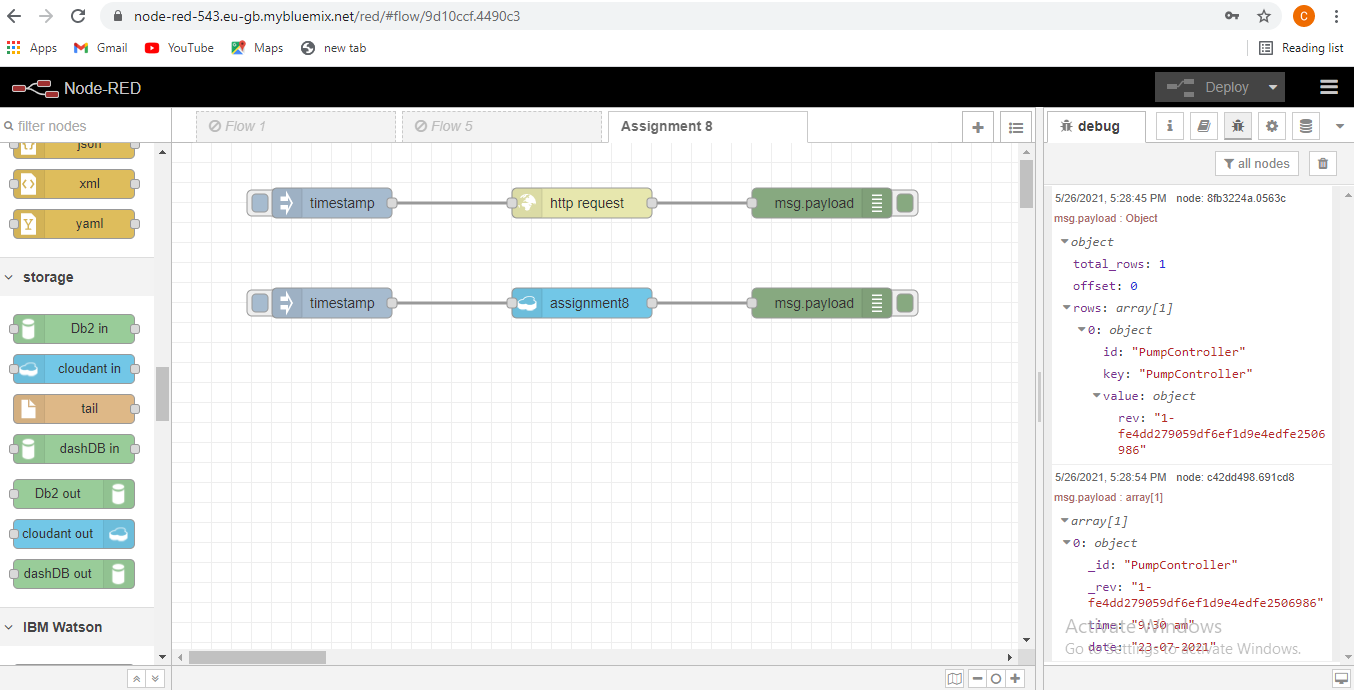 node-red-543.eu-gb.mybluemix.net/red/#flow/9d10ccf.4490c3
C
Apps Gmail YouTube Maps new tab Reading list
Node-RED Deploy
filter nodes
Flow 1 Flow 5 Assignment 8
debug
i
all nodes
json
xml
yaml
storage
Db2 in
cloudant in
tail
dashDB in
Db2 out
cloudant out
dashDB out
IBM Watson
timestamp http request msg.payload
timestamp assignment8 msg.payload
5/26/2021, 5:28:45 PM node: 8fb3224a.0563c
msg.payload : Object
object
total_rows: 1
offset: 0
rows: array[1]
0: object
id: "PumpController"
key: "PumpController"
value: object
rev: "1-
fe4dd279059df6ef1d9e4edfe2506
986"
5/26/2021, 5:28:54 PM node: c42dd498.691cd8
msg.payload : array[1]
array[1]
0: object
_id: "PumpController"
_rev: "1-
fe4dd279059df6ef1d9e4edfe2506986"
time: "9:30 am"
date: "23-07-2021"
Activate Windows
Go to Settings to activate Windows.